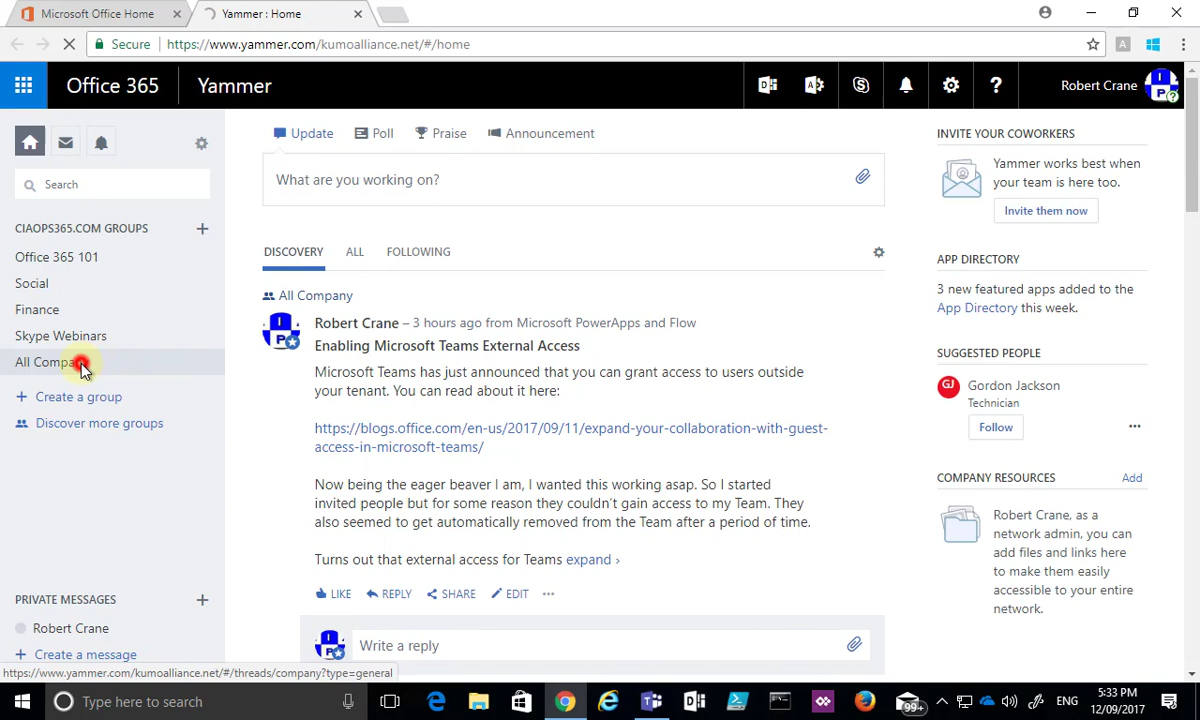 Microsoft Office Home
Yammer : Home
Secure
https://www.yammer.com/kumoalliance.net/#/home
A
Office 365
Yammer
Robert Crane
Search
CIAOPS365.COM GROUPS
Office 365 101
Social
Finance
Skype Webinars
All Compa
+ Create a group
Discover more groups
PRIVATE MESSAGES
Robert Crane
+ Create a message
https://www.yammer.com/kumoalliance.net/#/threads/company?type=general
Update
Poll
Praise
Announcement
What are you working on?
DISCOVERY
ALL
FOLLOWING
All Company
Robert Crane – 3 hours ago from Microsoft PowerApps and Flow
Enabling Microsoft Teams External Access
Microsoft Teams has just announced that you can grant access to users outside
your tenant. You can read about it here:
https://blogs.office.com/en-us/2017/09/11/expand-your-collaboration-with-guest-
access-in-microsoft-teams/
Now being the eager beaver I am, I wanted this working asap. So I started
invited people but for some reason they couldn't gain access to my Team. They
also seemed to get automatically removed from the Team after a period of time.
Turns out that external access for Teams expand ›
LIKE
REPLY
SHARE
EDIT
Write a reply
INVITE YOUR COWORKERS
Yammer works best when
your team is here too.
Invite them now
APP DIRECTORY
3 new featured apps added to the
App Directory this week.
SUGGESTED PEOPLE
GJ
Gordon Jackson
Technician
Follow
COMPANY RESOURCES
Add
Robert Crane, as a
network admin, you can
add files and links here
to make them easily
accessible to your entire
network.
Type here to search
99+
ENG
5:33 PM
12/09/2017